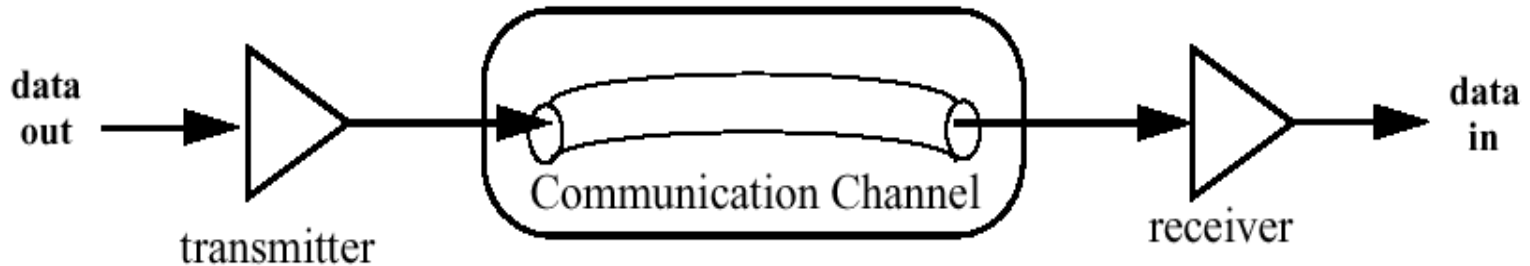 data
out
transmitter
Communication Channel
receiver
data
in